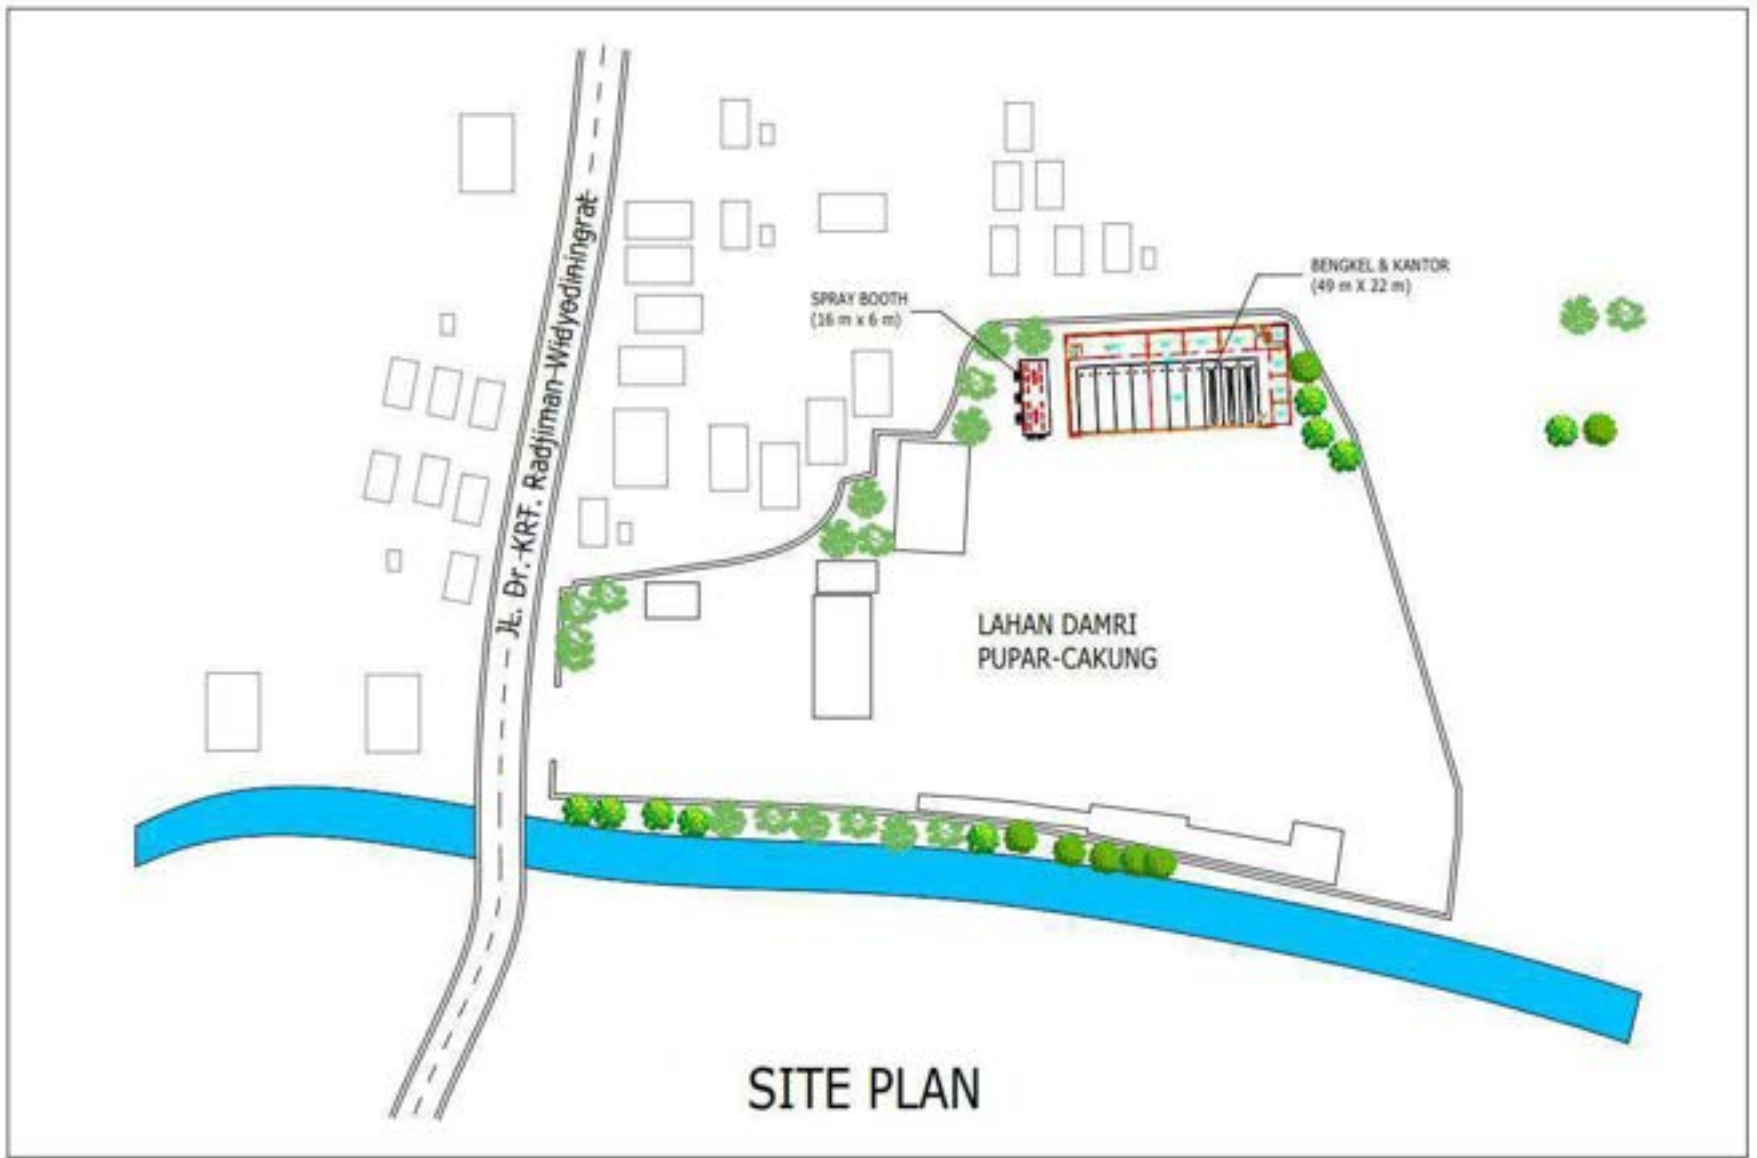 JL. Dr. KRT. Radjiman Widyodiningrat
BENGKEL & KANTOR
(49 m X 22 m)
SPRAY BOOTH
(16 m x 6 m)
LAHAN DAMRI
PUPAR-CAKUNG
SITE PLAN